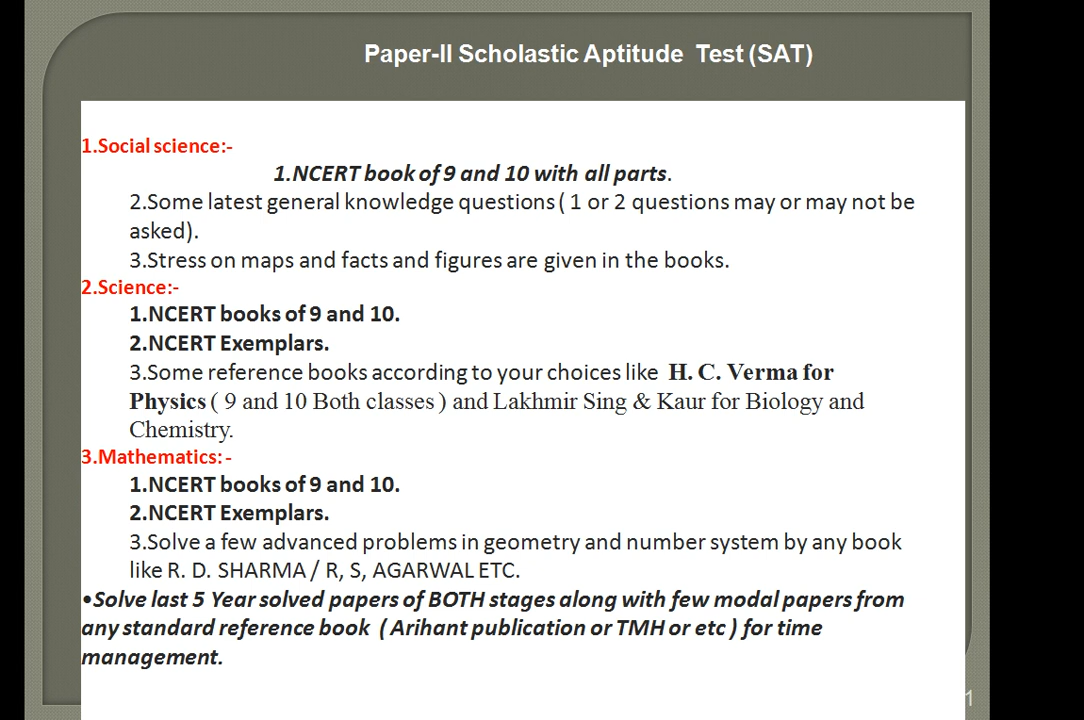 Paper-II Scholastic Aptitude Test (SAT)
1.Social science:-
1.NCERT book of 9 and 10 with all parts.
2.Some latest general knowledge questions ( 1 or 2 questions may or may not be
asked).
3.Stress on maps and facts and figures are given in the books.
2.Science:-
1.NCERT books of 9 and 10.
2.NCERT Exemplars.
3.Some reference books according to your choices like H. C. Verma for
Physics ( 9 and 10 Both classes ) and Lakhmir Sing & Kaur for Biology and
Chemistry.
3.Mathematics: -
1.NCERT books of 9 and 10.
2.NCERT Exemplars.
3.Solve a few advanced problems in geometry and number system by any book
like R. D. SHARMA / R, S, AGARWAL ETC.
•Solve last 5 Year solved papers of BOTH stages along with few modal papers from
any standard reference book ( Arihant publication or TMH or etc ) for time
management.
1